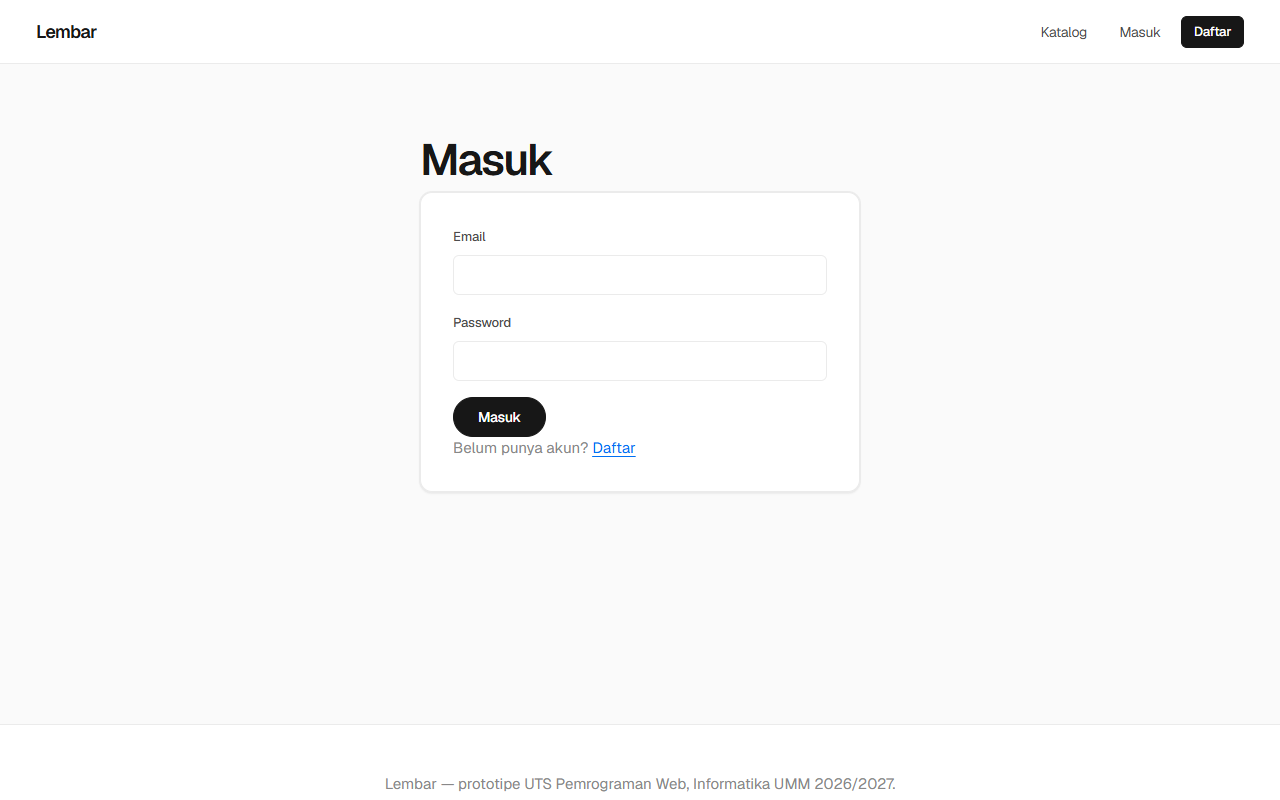 Lembar
Katalog
Masuk
Daftar
Masuk
Email
Password
Masuk
Belum punya akun? Daftar
Lembar — prototipe UTS Pemrograman Web, Informatika UMM 2026/2027.